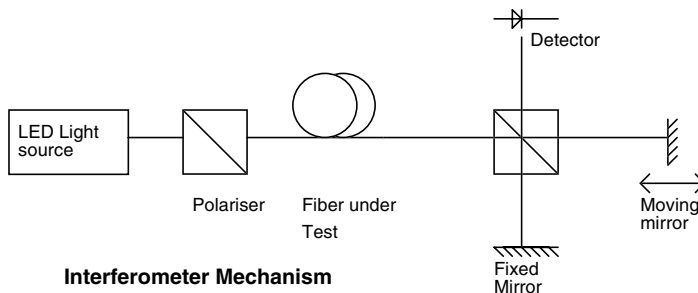 Detector
LED Light
source
Polariser
Fiber under
Test
Moving
mirror
Fixed
Mirror
Interferometer Mechanism